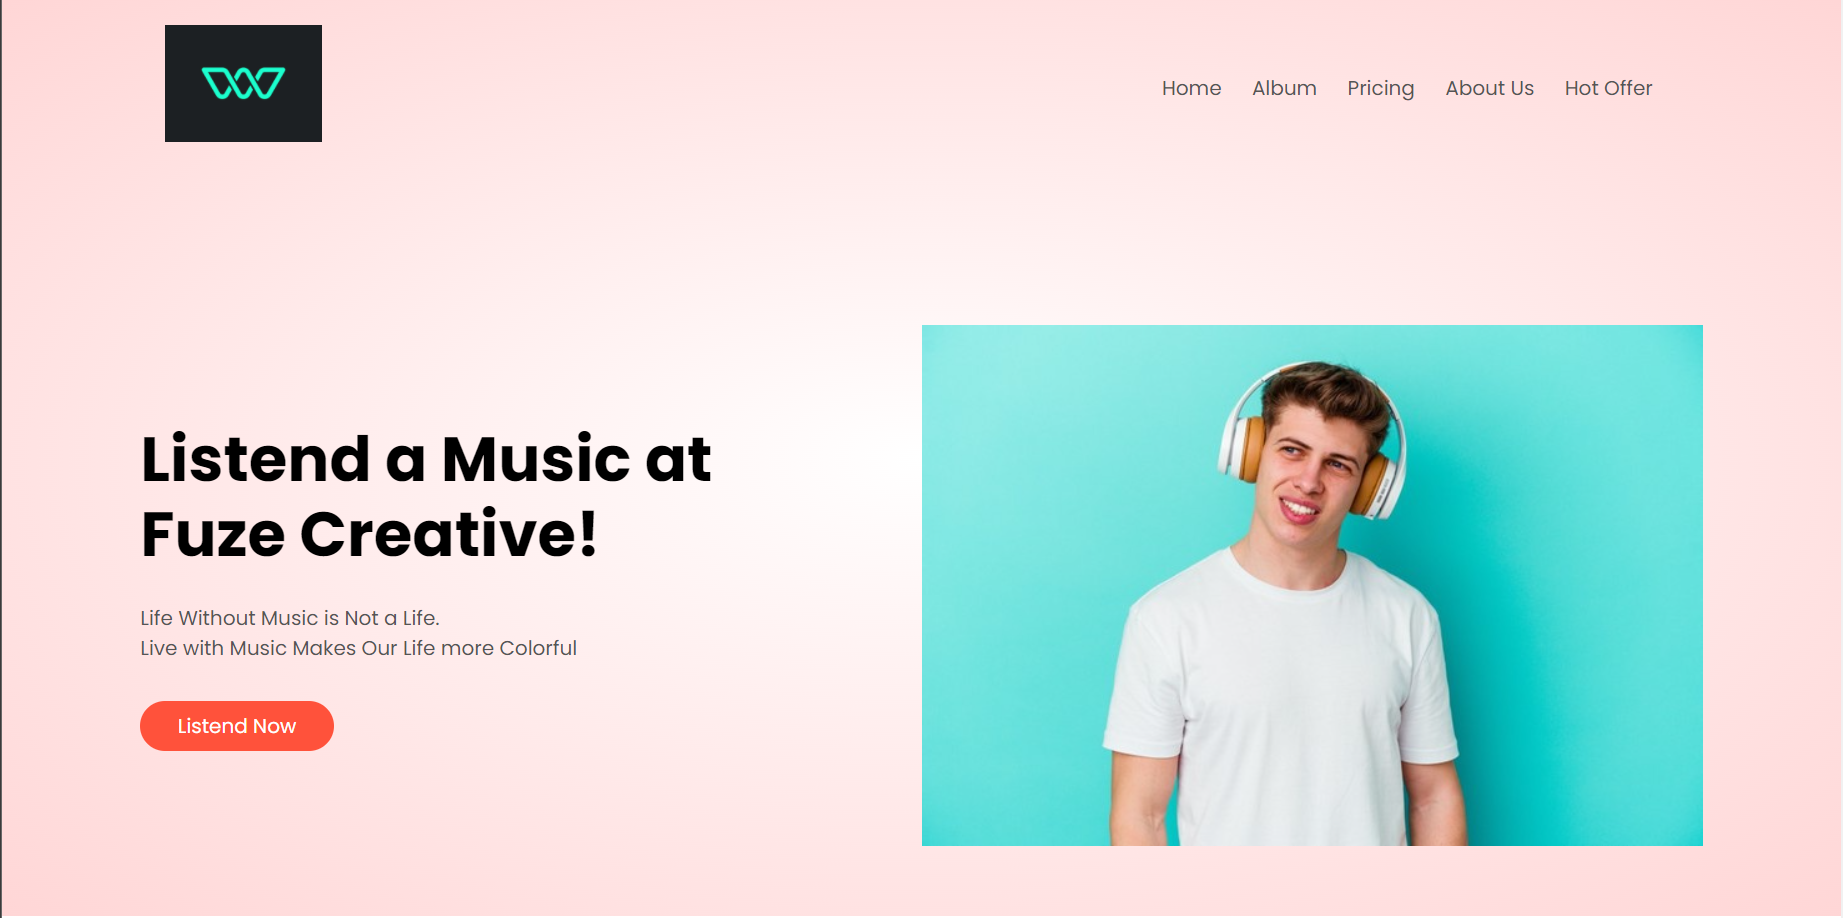 Home Album Pricing About Us Hot Offer
Listend a Music at
Fuze Creative!
Life Without Music is Not a Life.
Live with Music Makes Our Life more Colorful
Listend Now